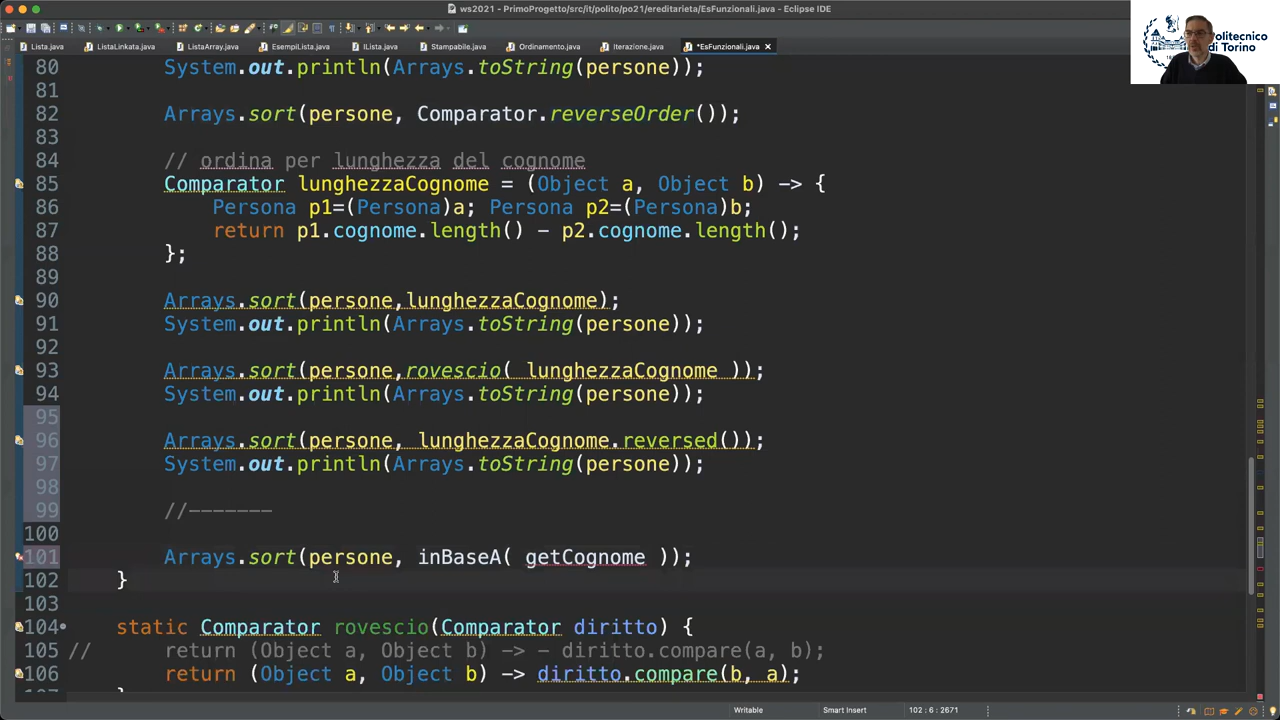 ws2021 - PrimoProgetto/src/it/polito/po21/ereditarieta/EsFunzionali.java - Eclipse IDE
Lista.java ListaLinkata.java ListaArray.java EsempiLista.java IListea.java Stampabile.java Ordinamento.java Iterazione.java *EsFunzionali.java
Politecnico
di Torino
80 System.out.println(Arrays.toString(persone));
81
82 Arrays.sort(persone, Comparator.reverseOrder());
83
84 // ordina per lunghezza del cognome
85 Comparator lunghezzaCognome = (Object a, Object b) -> {
86 Persona p1=(Persona)a; Persona p2=(Persona)b;
87 return p1.cognome.length() - p2.cognome.length();
88 };
89
90 Arrays.sort(persone,lunghezzaCognome);
91 System.out.println(Arrays.toString(persone));
92
93 Arrays.sort(persone,rovescio( lunghezzaCognome ));
94 System.out.println(Arrays.toString(persone));
95
96 Arrays.sort(persone, lunghezzaCognome.reversed());
97 System.out.println(Arrays.toString(persone));
98
99 //-------
100
101 Arrays.sort(persone, inBaseA( getCognome ));
102 }
103
104 static Comparator rovescio(Comparator diritto) {
105 // return (Object a, Object b) -> - diritto.compare(a, b);
106 return (Object a, Object b) -> diritto.compare(b, a);
Writable Smart Insert 102 : 6 : 2671